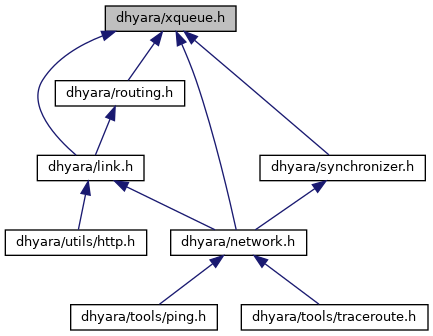 dhyara/xqueue.h
dhyara/routing.h
dhyara/link.h
dhyara/synchronizer.h
dhyara/utils/http.h
dhyara/network.h
dhyara/tools/ping.h
dhyara/tools/traceroute.h